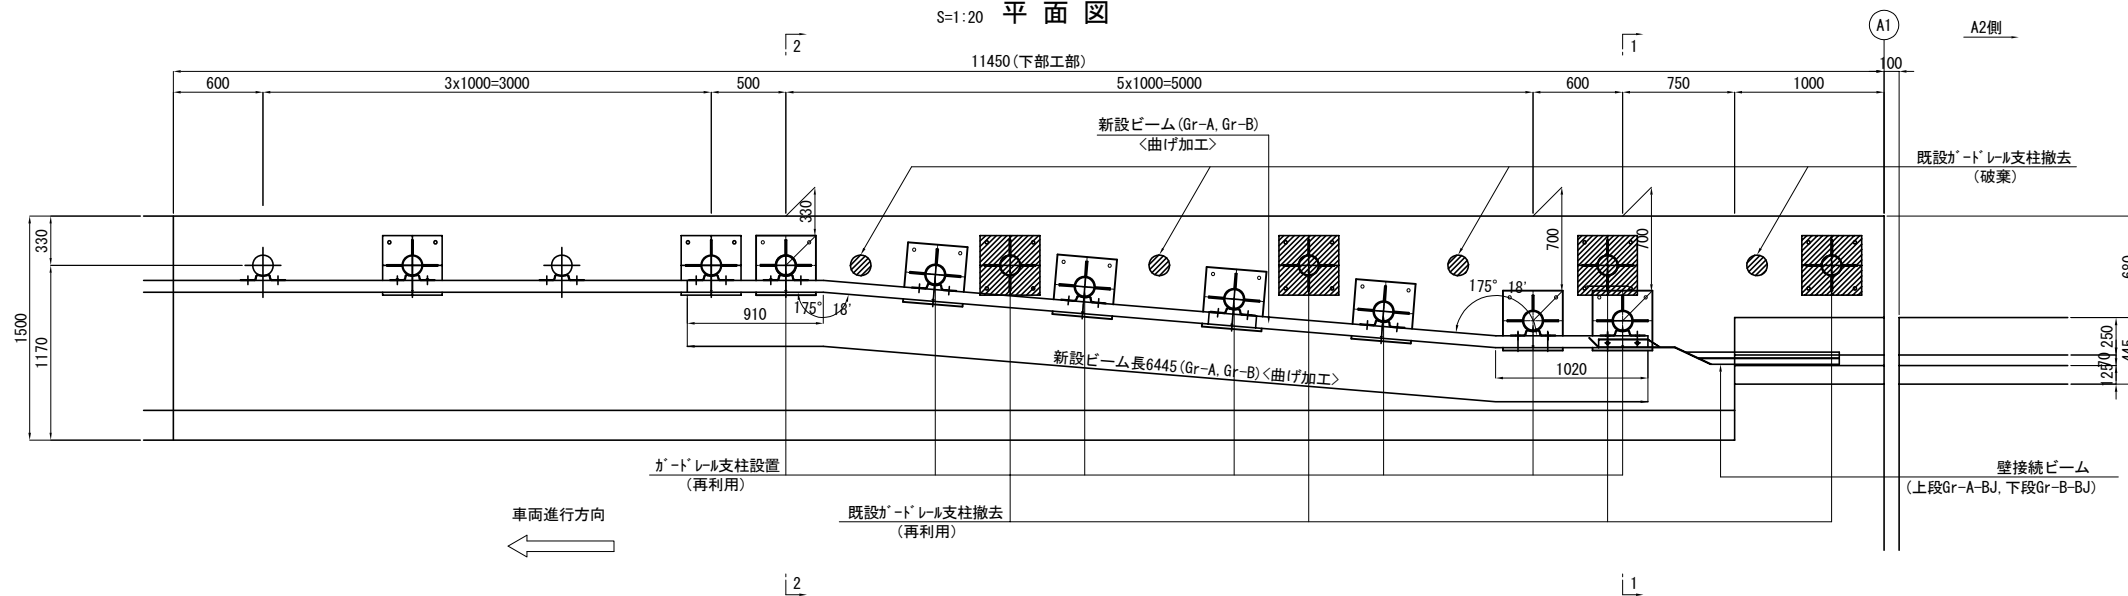 S=1:20 平面図
A1
A2側
2
1
11450(下部工部)
100
600
3x1000=3000
500
5x1000=5000
600
750
1000
新設ビーム(Gr-A,Gr-B)
<曲げ加工>
既設ガードレール支柱撤去
(破棄)
330
700
700
330
1500
1170
680
175° 18'
175° 18'
910
250
445
70
125
新設ビーム長6445(Gr-A,Gr-B)<曲げ加工>
1020
ガードレール支柱設置
(再利用)
壁接続ビーム
(上段Gr-A-BJ,下段Gr-B-BJ)
既設ガードレール支柱撤去
(再利用)
車両進行方向
2
1